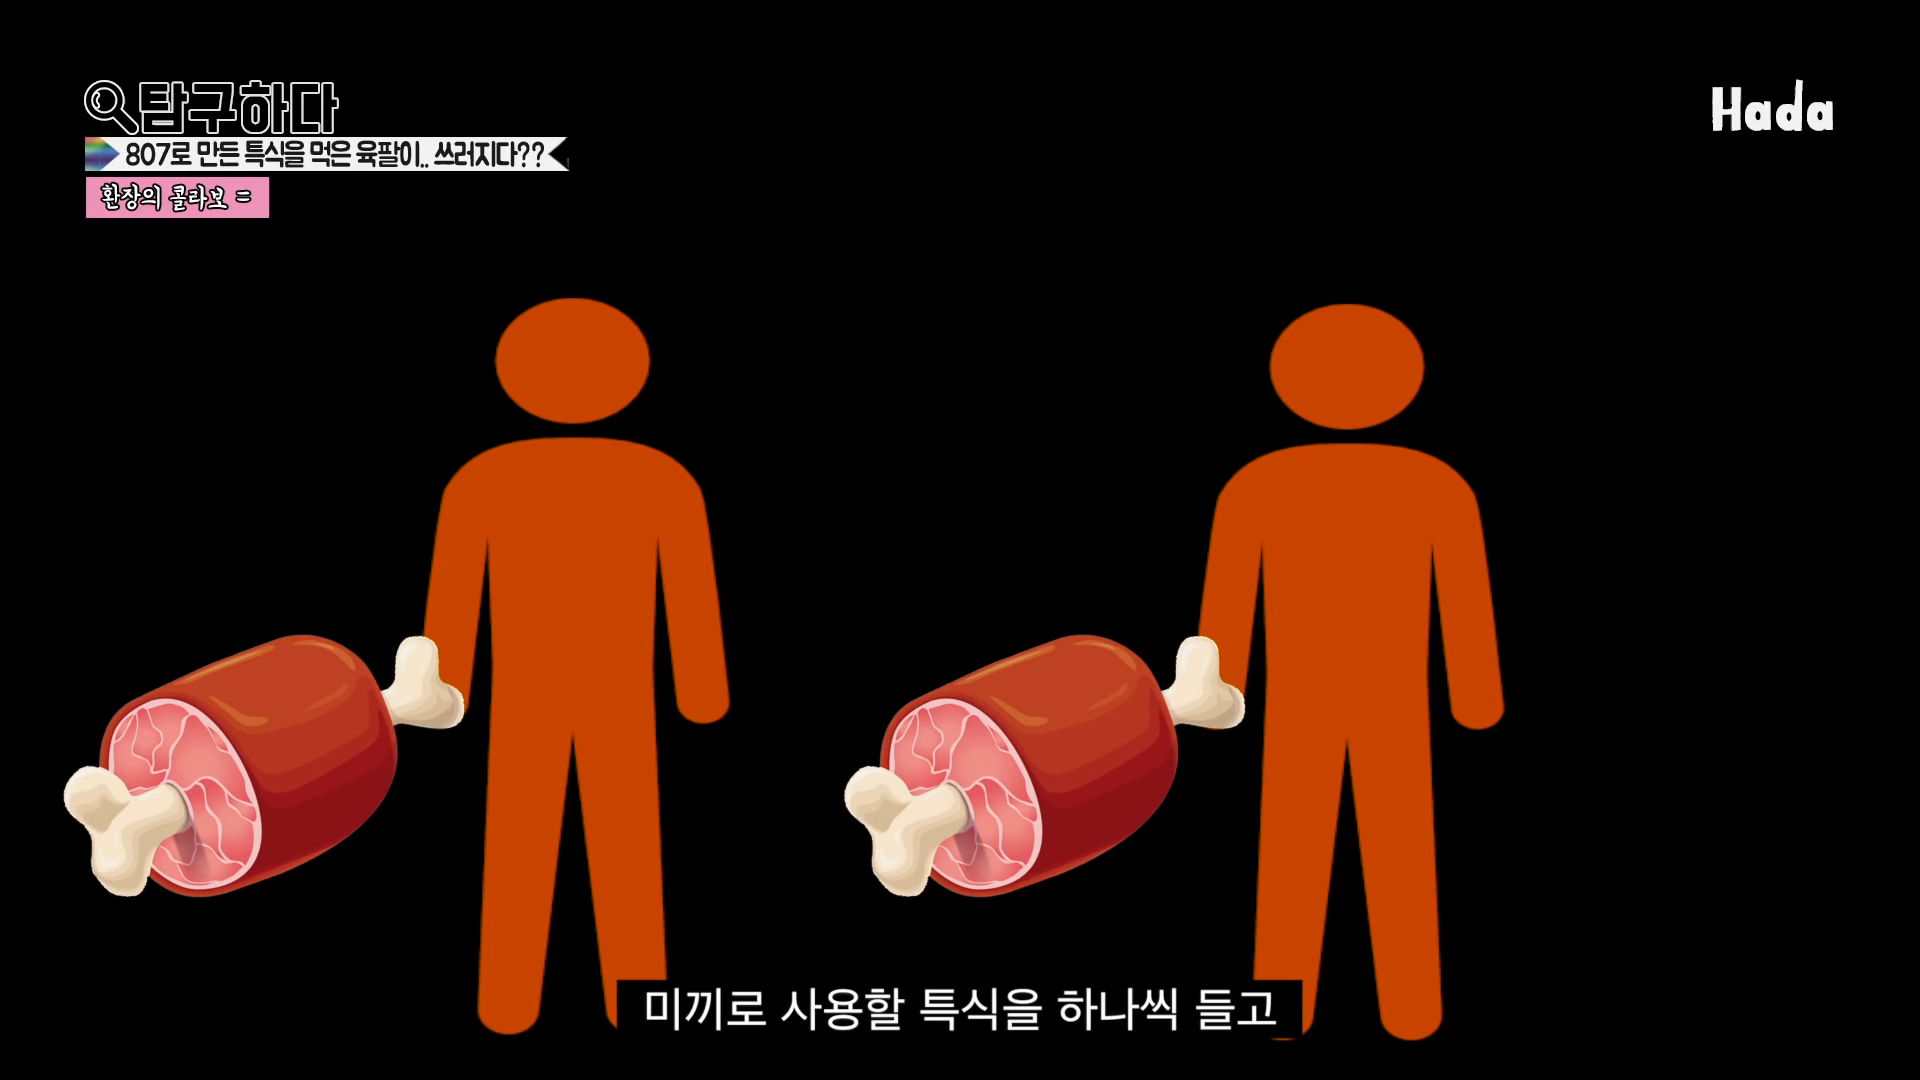 탐구하다
Hada
807로 만든 특식을 먹은 육팔이.. 쓰러지다??
환장의 콜라보 =
미끼로 사용할 특식을 하나씩 들고